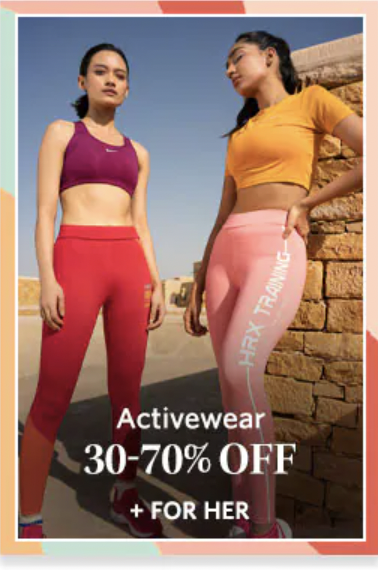 HRX TRAINING
Activewear
30-70% OFF
+ FOR HER